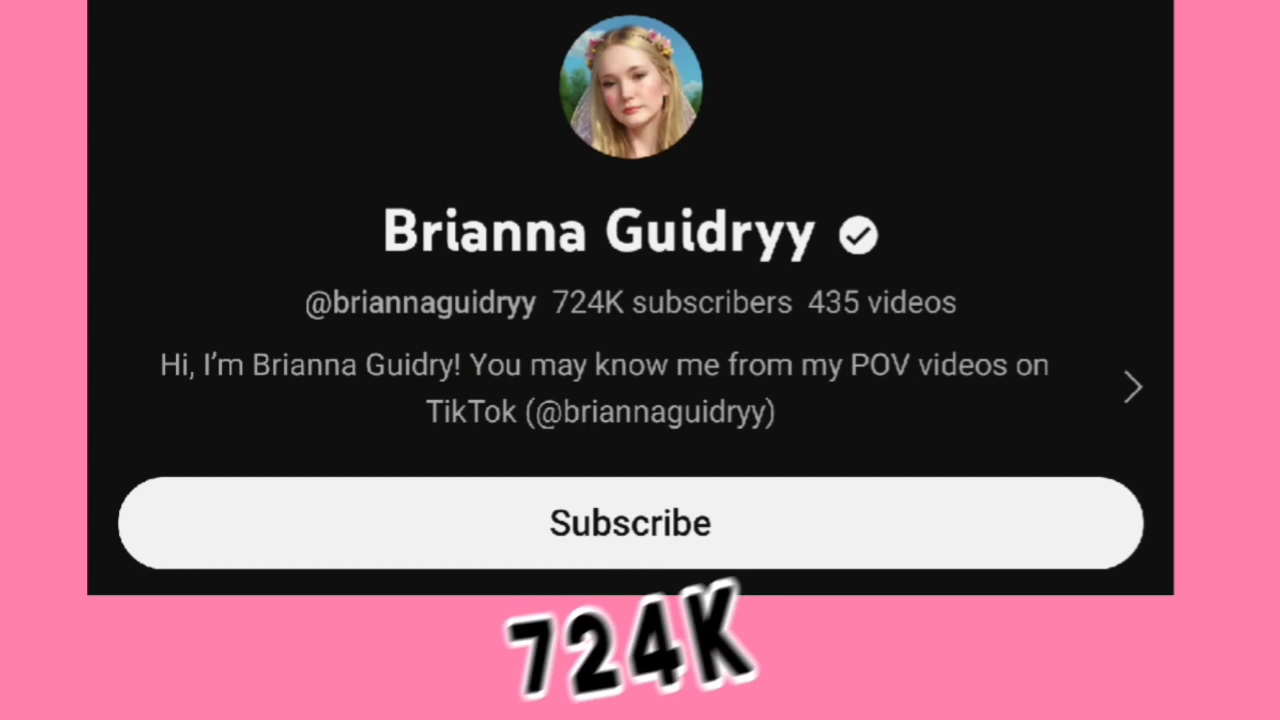 Brianna Guidryy
@briannaguidryy 724K subscribers 435 videos
Hi, I’m Brianna Guidry! You may know me from my POV videos on
TikTok (@briannaguidryy)
Subscribe
724K